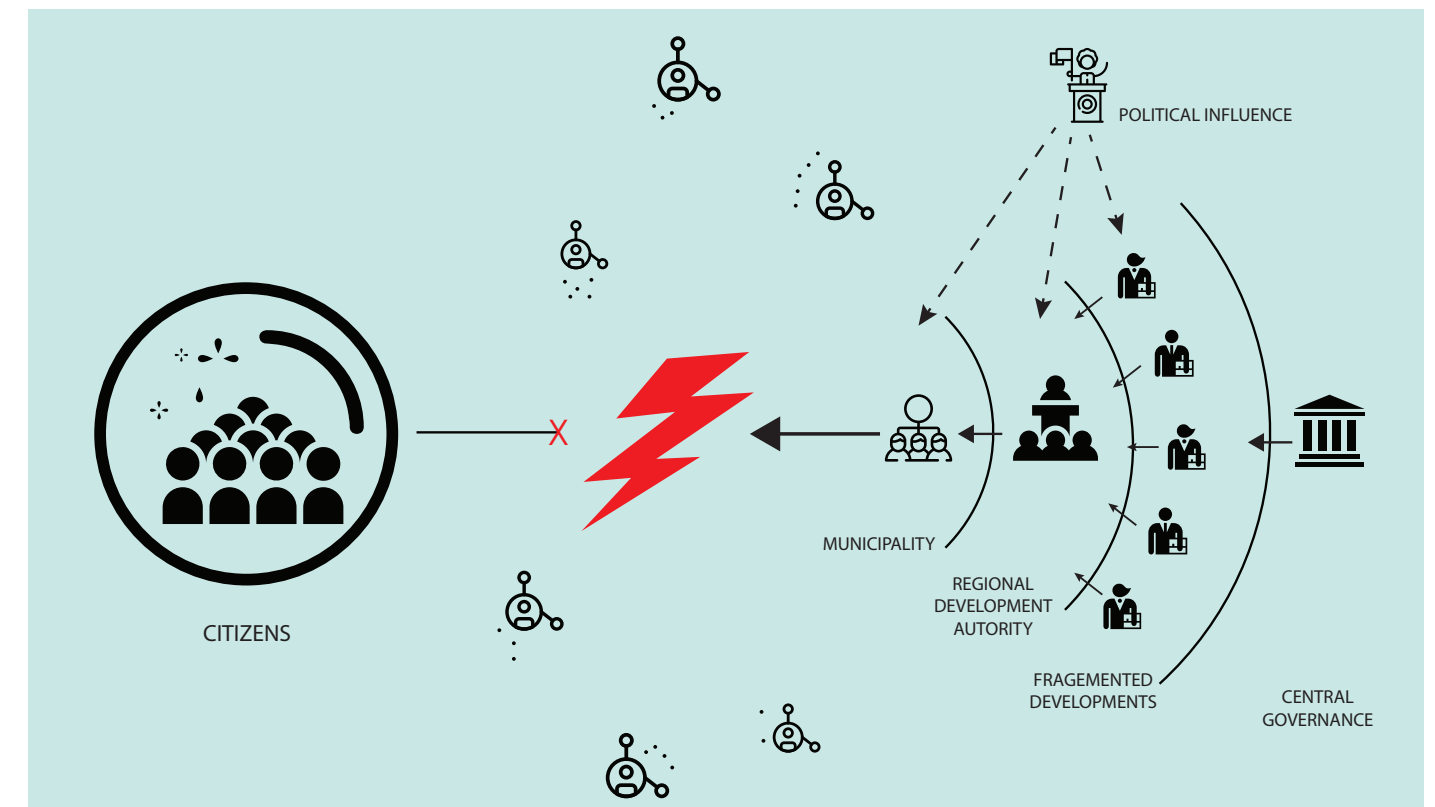 POLITICAL INFLUENCE
X
CITIZENS
MUNICIPALITY
REGIONAL
DEVELOPMENT
AUTORITY
FRAGEMENTED
DEVELOPMENTS
CENTRAL
GOVERNANCE